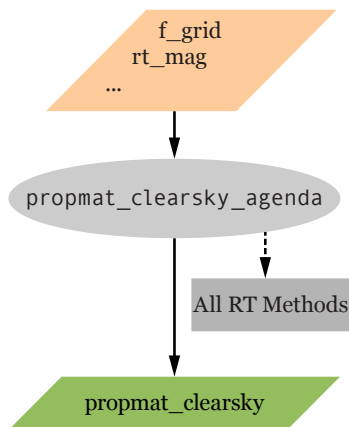 f_grid
rt_mag
...
propmat_clearsky_agenda
All RT Methods
propmat_clearsky